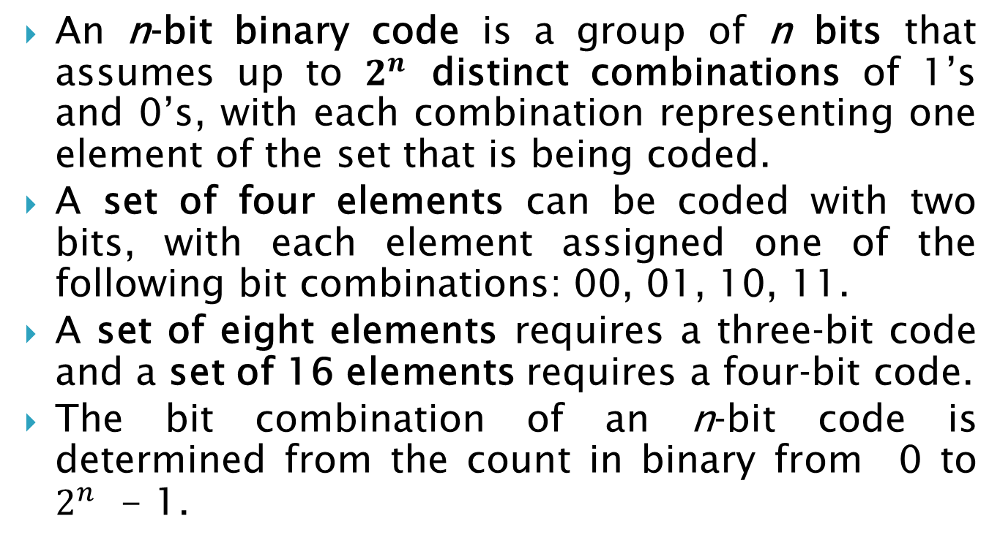 An n-bit binary code is a group of n bits that
assumes up to 2ⁿ distinct combinations of 1’s
and 0’s, with each combination representing one
element of the set that is being coded.
A set of four elements can be coded with two
bits, with each element assigned one of the
following bit combinations: 00, 01, 10, 11.
A set of eight elements requires a three-bit code
and a set of 16 elements requires a four-bit code.
The bit combination of an n-bit code is
determined from the count in binary from 0 to
2ⁿ – 1.